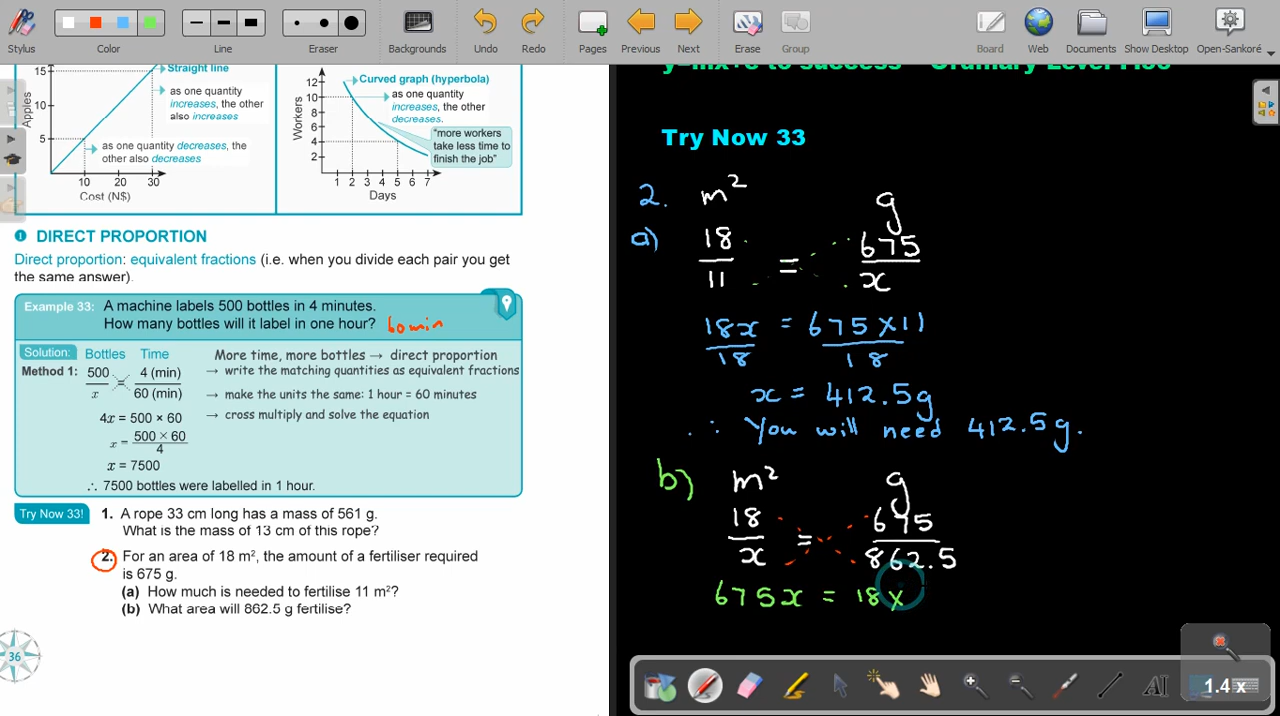 Stylus
Color
Line
Eraser
Backgrounds
Undo
Redo
Pages
Previous
Next
Erase
Group
Board
Web
Documents
Show Desktop
Open-Sankoré
Apples
15
10
5
10 20 30
Cost (N$)
Straight line
as one quantity
increases, the other
also increases
as one quantity decreases, the
other also decreases
Workers
12
10
8
6
4
2
1 2 3 4 5 6 7
Days
Curved graph (hyperbola)
as one quantity
increases, the other
decreases.
"more workers
take less time to
finish the job"
1 DIRECT PROPORTION
Direct proportion: equivalent fractions (i.e. when you divide each pair you get
the same answer).
Example 33: A machine labels 500 bottles in 4 minutes.
How many bottles will it label in one hour? 60min
Solution: Bottles Time More time, more bottles → direct proportion
Method 1: 500/x = 4 (min)/60 (min) → write the matching quantities as equivalent fractions
→ make the units the same: 1 hour = 60 minutes
4x = 500 × 60 → cross multiply and solve the equation
x = 500 × 60/4
x = 7500
∴ 7500 bottles were labelled in 1 hour.
Try Now 33! 1. A rope 33 cm long has a mass of 561 g.
What is the mass of 13 cm of this rope?
2. For an area of 18 m², the amount of a fertiliser required
is 675 g.
(a) How much is needed to fertilise 11 m²?
(b) What area will 862.5 g fertilise?
36
Try Now 33
2. m² g
a) 18/11 = 675/x
18x/18 = 675×11/18
x = 412.5g
∴ You will need 412.5g.
b) m² g
18/x = 675/862.5
675x = 18×
1.4 x